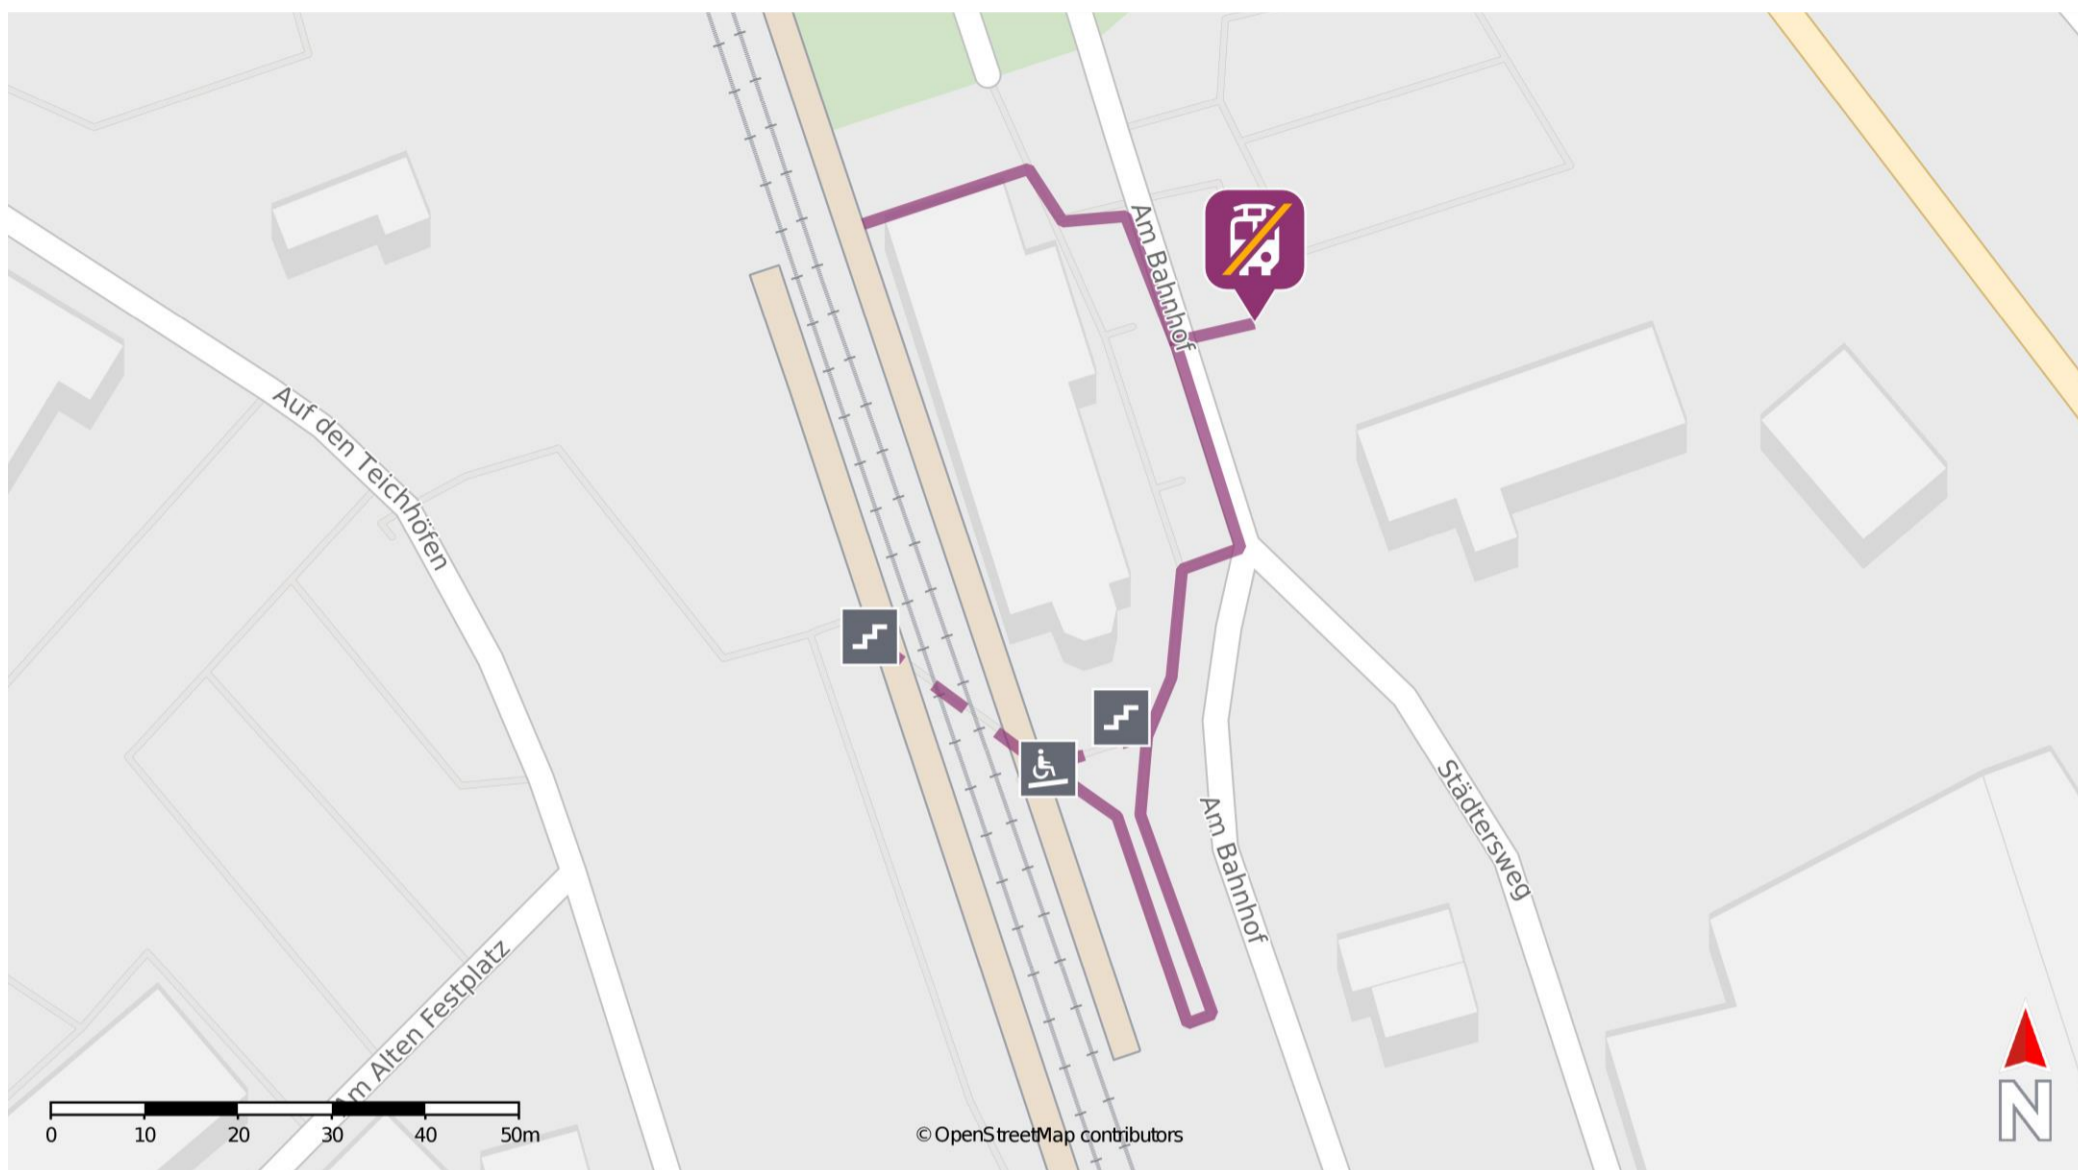 Am Bahnhof
Auf den Teichhöfen
Am Bahnhof
Städtersweg
Am Alten Festplatz
0 10 20 30 40 50m
© OpenStreetMap contributors
N